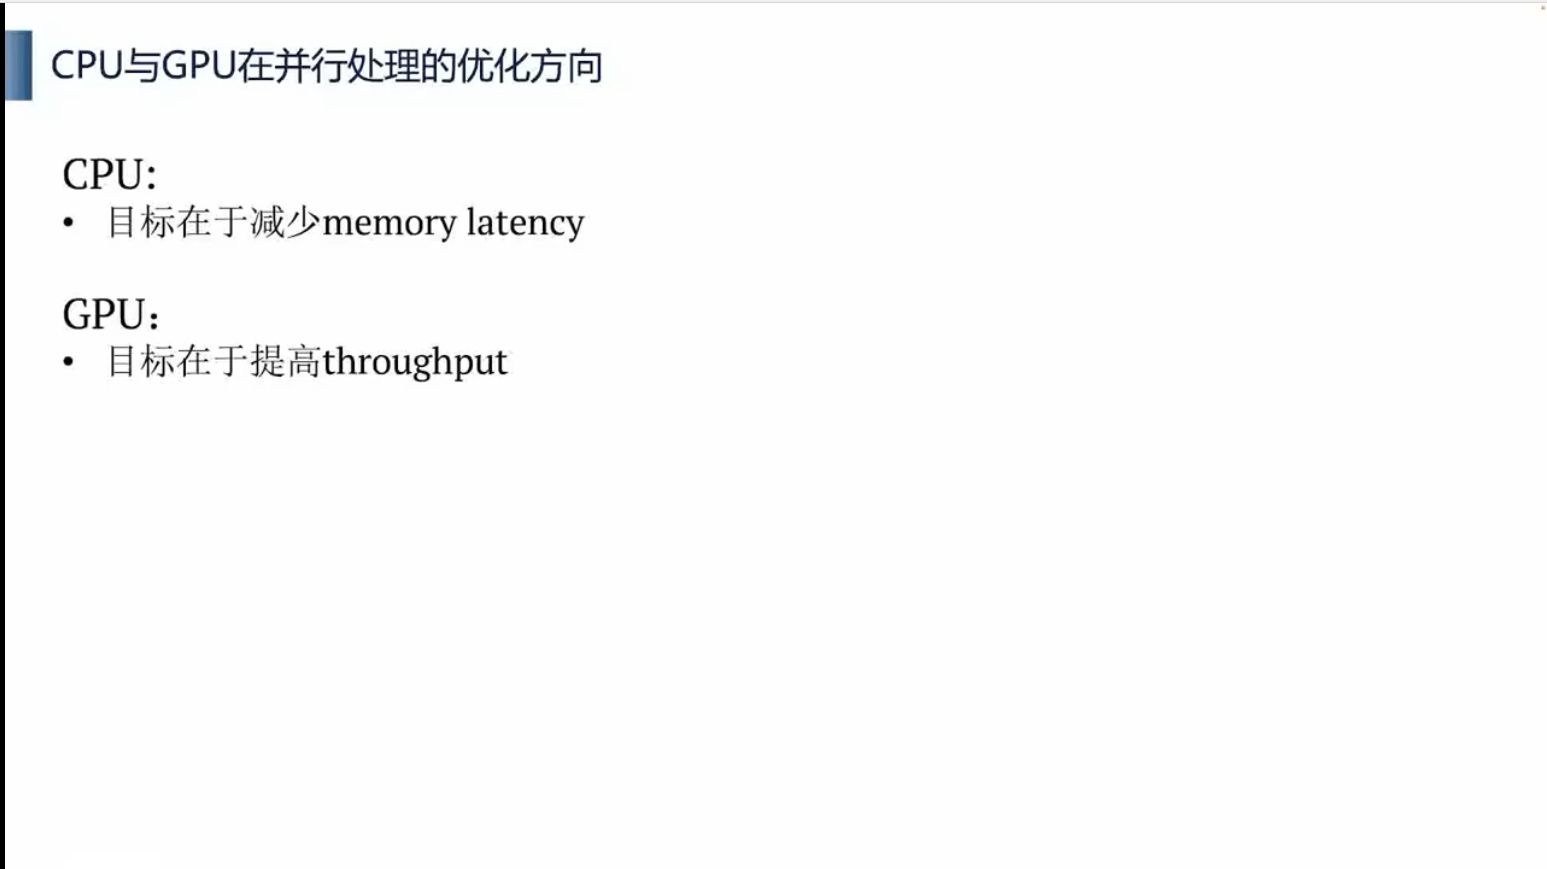 CPU与GPU在并行处理的优化方向
CPU:
• 目标在于减少memory latency
GPU：
• 目标在于提高throughput